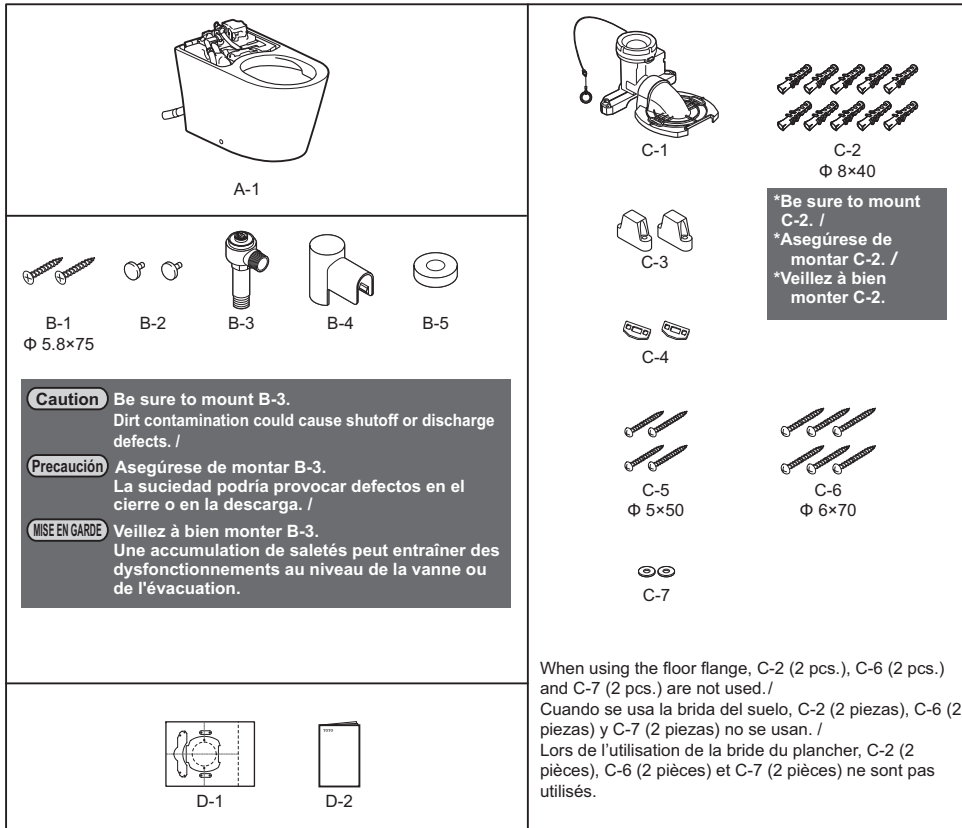 A-1
B-1
Φ 5.8×75
B-2
B-3
B-4
B-5
Caution Be sure to mount B-3.
Dirt contamination could cause shutoff or discharge
defects. /
Precaución Asegúrese de montar B-3.
La suciedad podría provocar defectos en el
cierre o en la descarga. /
MISE EN GARDE Veillez à bien monter B-3.
Une accumulation de saletés peut entraîner des
dysfonctionnements au niveau de la vanne ou
de l'évacuation.
D-1
TOTO
D-2
C-1
C-2
Φ 8×40
*Be sure to mount
C-2. /
*Asegúrese de
montar C-2. /
*Veillez à bien
monter C-2.
C-3
C-4
C-5
Φ 5×50
C-6
Φ 6×70
C-7
When using the floor flange, C-2 (2 pcs.), C-6 (2 pcs.)
and C-7 (2 pcs.) are not used./
Cuando se usa la brida del suelo, C-2 (2 piezas), C-6 (2
piezas) y C-7 (2 piezas) no se usan. /
Lors de l'utilisation de la bride du plancher, C-2 (2
pièces), C-6 (2 pièces) et C-7 (2 pièces) ne sont pas
utilisés.